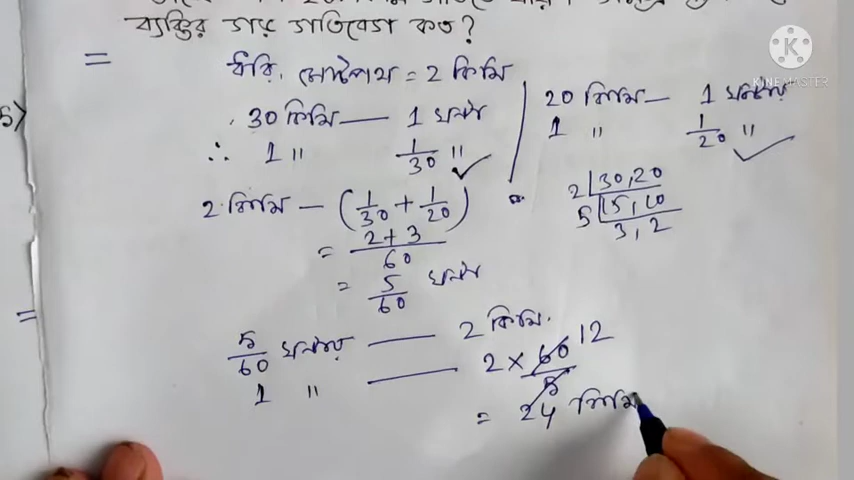 ব্যক্তির গড় গতিবেগ কত?
= ধরি, মোটপথ = 2 কিমি
KINEMASTER
5>
30 কিমি — 1 ঘন্টা
∴ 1 " 1/30 "
20 কিমি — 1 ঘন্টায়
1 " 1/20 "
2 কিমি — (1/30 + 1/20)
= 2+3/60
= 5/60 ঘন্টা
2 30, 20
5 15, 10
3, 2
=
5/60 ঘন্টায় — 2 কিমি.
1 " — 2 × 60/5 12
= 24 কিমি